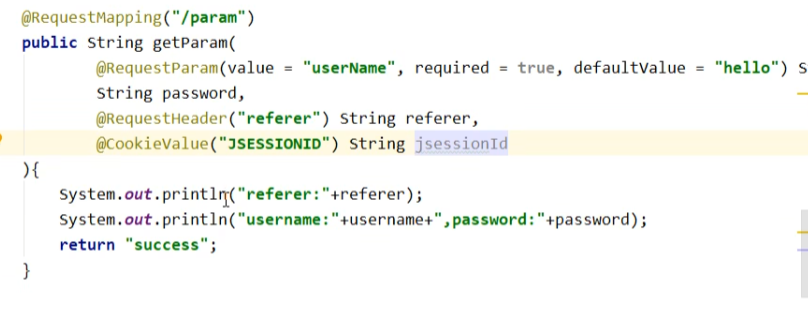 @RequestMapping("/param")
public String getParam(
@RequestParam(value = "userName", required = true, defaultValue = "hello") S
String password,
@RequestHeader("referer") String referer,
@CookieValue("JSESSIONID") String jsessionId
){
System.out.println("referer:"+referer);
System.out.println("username:"+username+",password:"+password);
return "success";
}